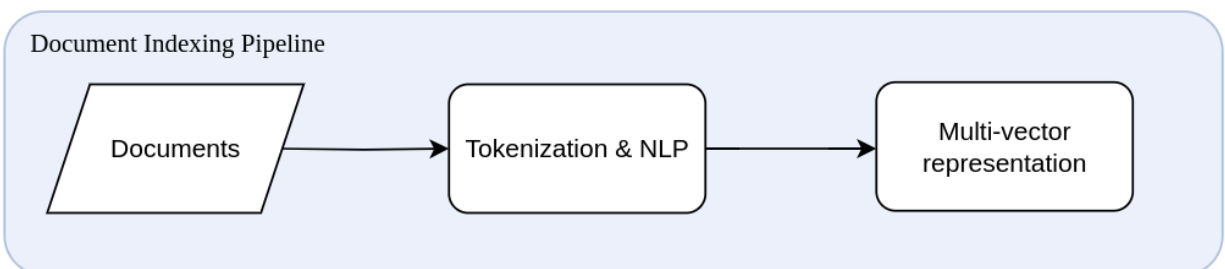 Document Indexing Pipeline
Documents
Tokenization & NLP
Multi-vector
representation